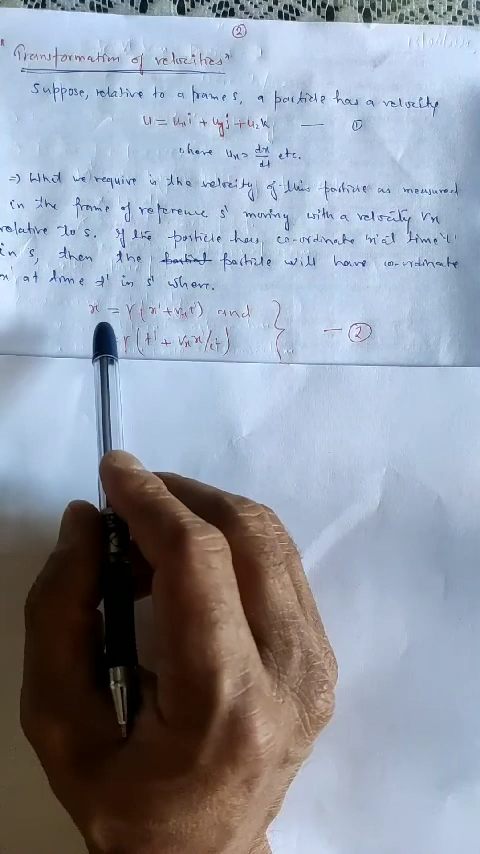 ②
"Transformation of velocities"
Suppose, relative to a frame S, a particle has a velocity
u = uxi + uyj + uzk — ①
where ux = dx/dt etc.
⇒ What we require is the velocity of this particle as measured
in the frame of reference s' moving with a velocity Vx
relative to s. If the particle has co-ordinate 'x' at time 't'
in s, then the partical particle will have co-ordinate
x' at time t' in s' where.
x = γ(x' + vxt') and
γ(t' + vxx/c²) } — ②